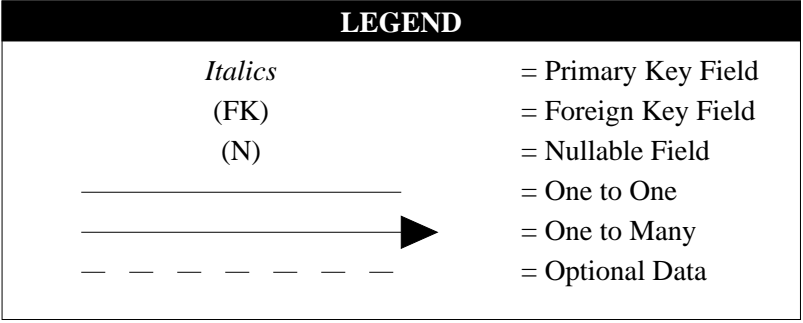 LEGEND
Italics = Primary Key Field
(FK) = Foreign Key Field
(N) = Nullable Field
= One to One
= One to Many
= Optional Data